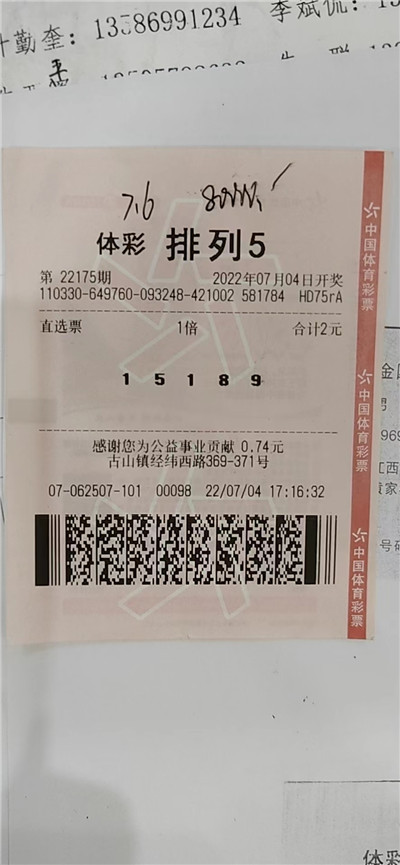 叶勤奎: 13586991234 李斌侃:
7.6
体彩 排列5
第 22175期 2022年07月04日开奖
110330-649760-093248-421002 581784 HD75rA
直选票 1倍 合计2元
1 5 1 8 9
感谢您为公益事业贡献 0.74元
古山镇经纬西路369-371号
07-062507-101 00098 22/07/04 17:16:32
中国体育彩票
中国体育彩票
中国体育彩票
号码
体彩